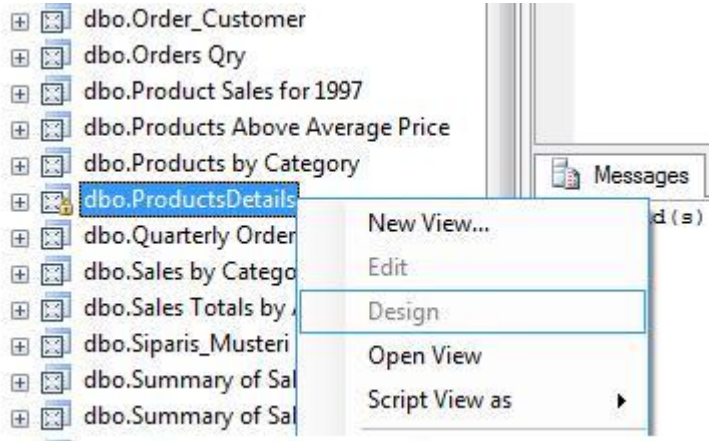 dbo.Order_Customer
dbo.Orders Qry
dbo.Product Sales for 1997
dbo.Products Above Average Price
dbo.Products by Category
dbo.ProductsDetails
dbo.Quarterly Order
dbo.Sales by Catego
dbo.Sales Totals by
dbo.Siparis_Musteri
dbo.Summary of Sal
dbo.Summary of Sal
New View...
Edit
Design
Open View
Script View as
Messages
d(s)